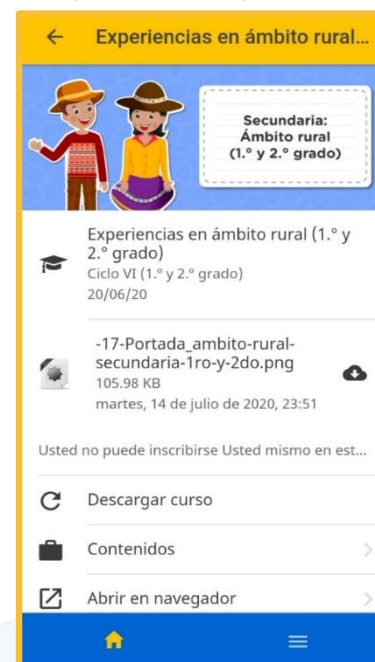 Experiencias en ámbito rural...
Secundaria:
Ámbito rural
(1.º y 2.º grado)
Experiencias en ámbito rural (1.º y
2.º grado)
Ciclo VI (1.º y 2.º grado)
20/06/20
-17-Portada_ambito-rural-
secundaria-1ro-y-2do.png
105.98 KB
martes, 14 de julio de 2020, 23:51
Usted no puede inscribirse Usted mismo en est...
Descargar curso
Contenidos
Abrir en navegador